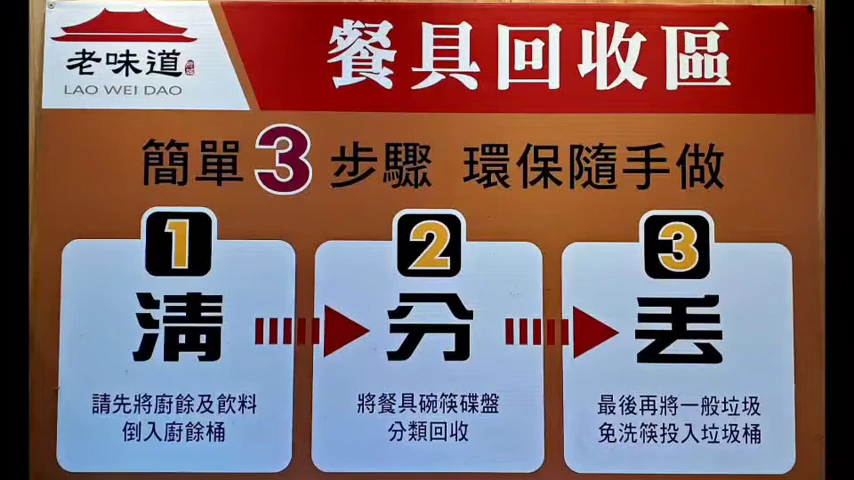 老味道
LAO WEI DAO
餐具回收區
簡單3步驟 環保隨手做
1
清
請先將廚餘及飲料
倒入廚餘桶
2
分
將餐具碗筷碟盤
分類回收
3
丟
最後再將一般垃圾
免洗筷投入垃圾桶